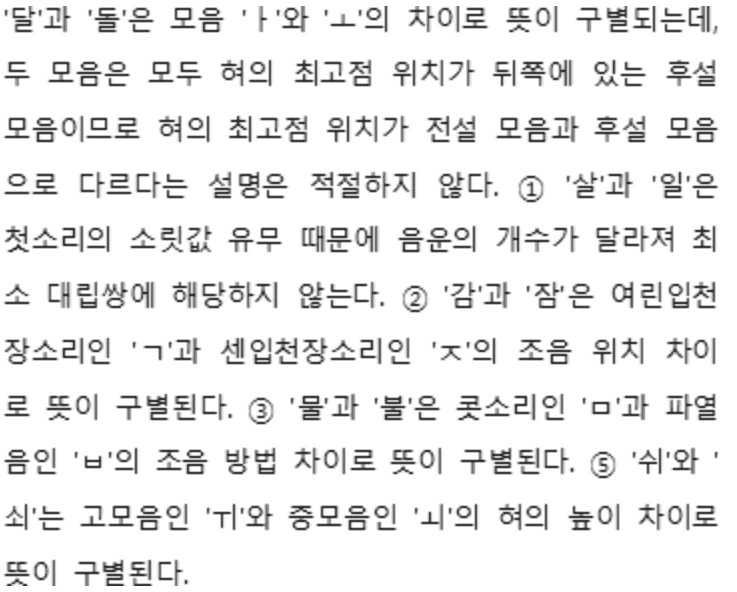 '달'과 '돌'은 모음 'ㅏ'와 'ㅗ'의 차이로 뜻이 구별되는데,
두 모음은 모두 혀의 최고점 위치가 뒤쪽에 있는 후설
모음이므로 혀의 최고점 위치가 전설 모음과 후설 모음
으로 다르다는 설명은 적절하지 않다. ① '살'과 '일'은
첫소리의 소릿값 유무 때문에 음운의 개수가 달라져 최
소 대립쌍에 해당하지 않는다. ② '감'과 '잠'은 여린입천
장소리인 'ㄱ'과 센입천장소리인 'ㅈ'의 조음 위치 차이
로 뜻이 구별된다. ③ '물'과 '불'은 콧소리인 'ㅁ'과 파열
음인 'ㅂ'의 조음 방법 차이로 뜻이 구별된다. ⑤ '쉬'와 '
쇠'는 고모음인 'ㅟ'와 중모음인 'ㅚ'의 혀의 높이 차이로
뜻이 구별된다.